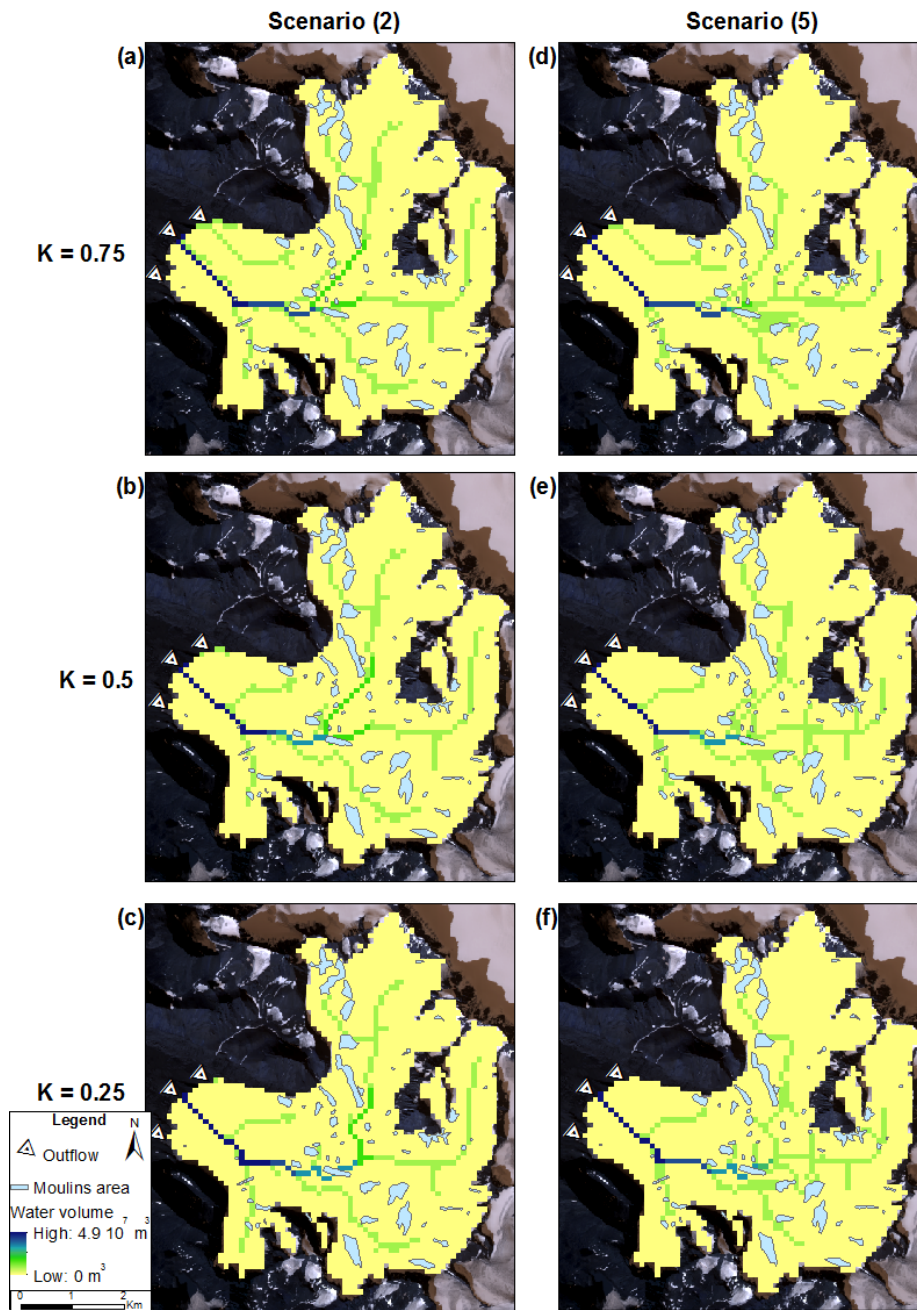 Scenario (2) Scenario (5)
(a) (d)
K = 0.75
(b) (e)
K = 0.5
(c) (f)
K = 0.25
Legend
N
Outflow
Moulins area
Water volume
High: 4.9 10^7 m^3
Low: 0 m^3
0 1 2
Km